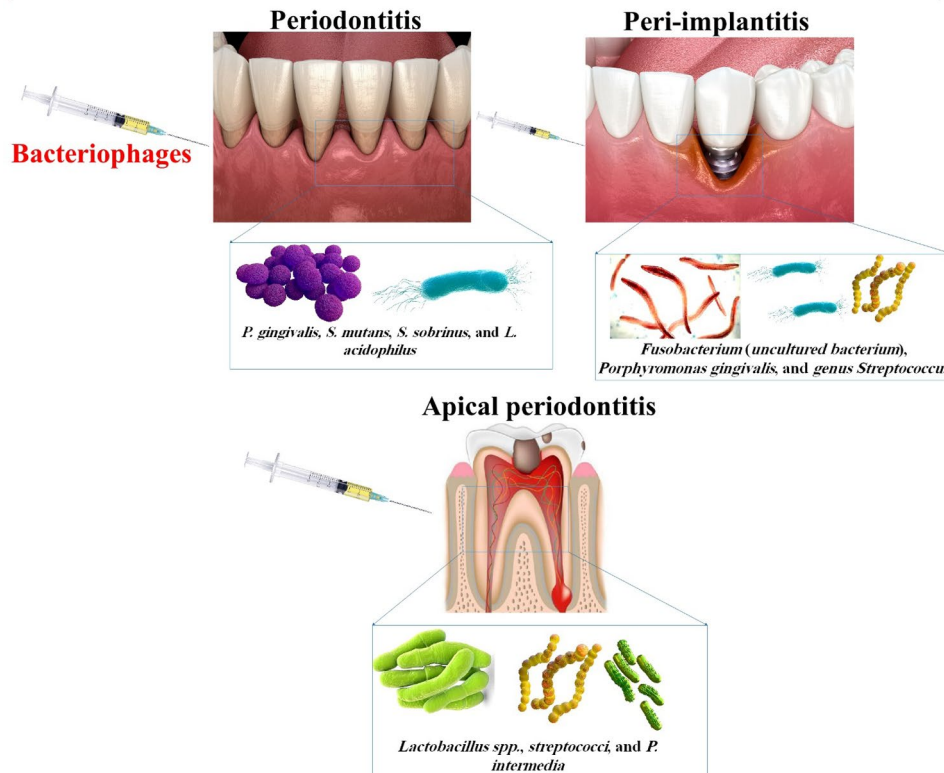 Periodontitis
Peri-implantitis
Bacteriophages
P. gingivalis, S. mutans, S. sobrinus, and L.
acidophilus
Fusobacterium (uncultured bacterium),
Porphyromonas gingivalis, and genus Streptococcus
Apical periodontitis
Lactobacillus spp., streptococci, and P.
intermedia